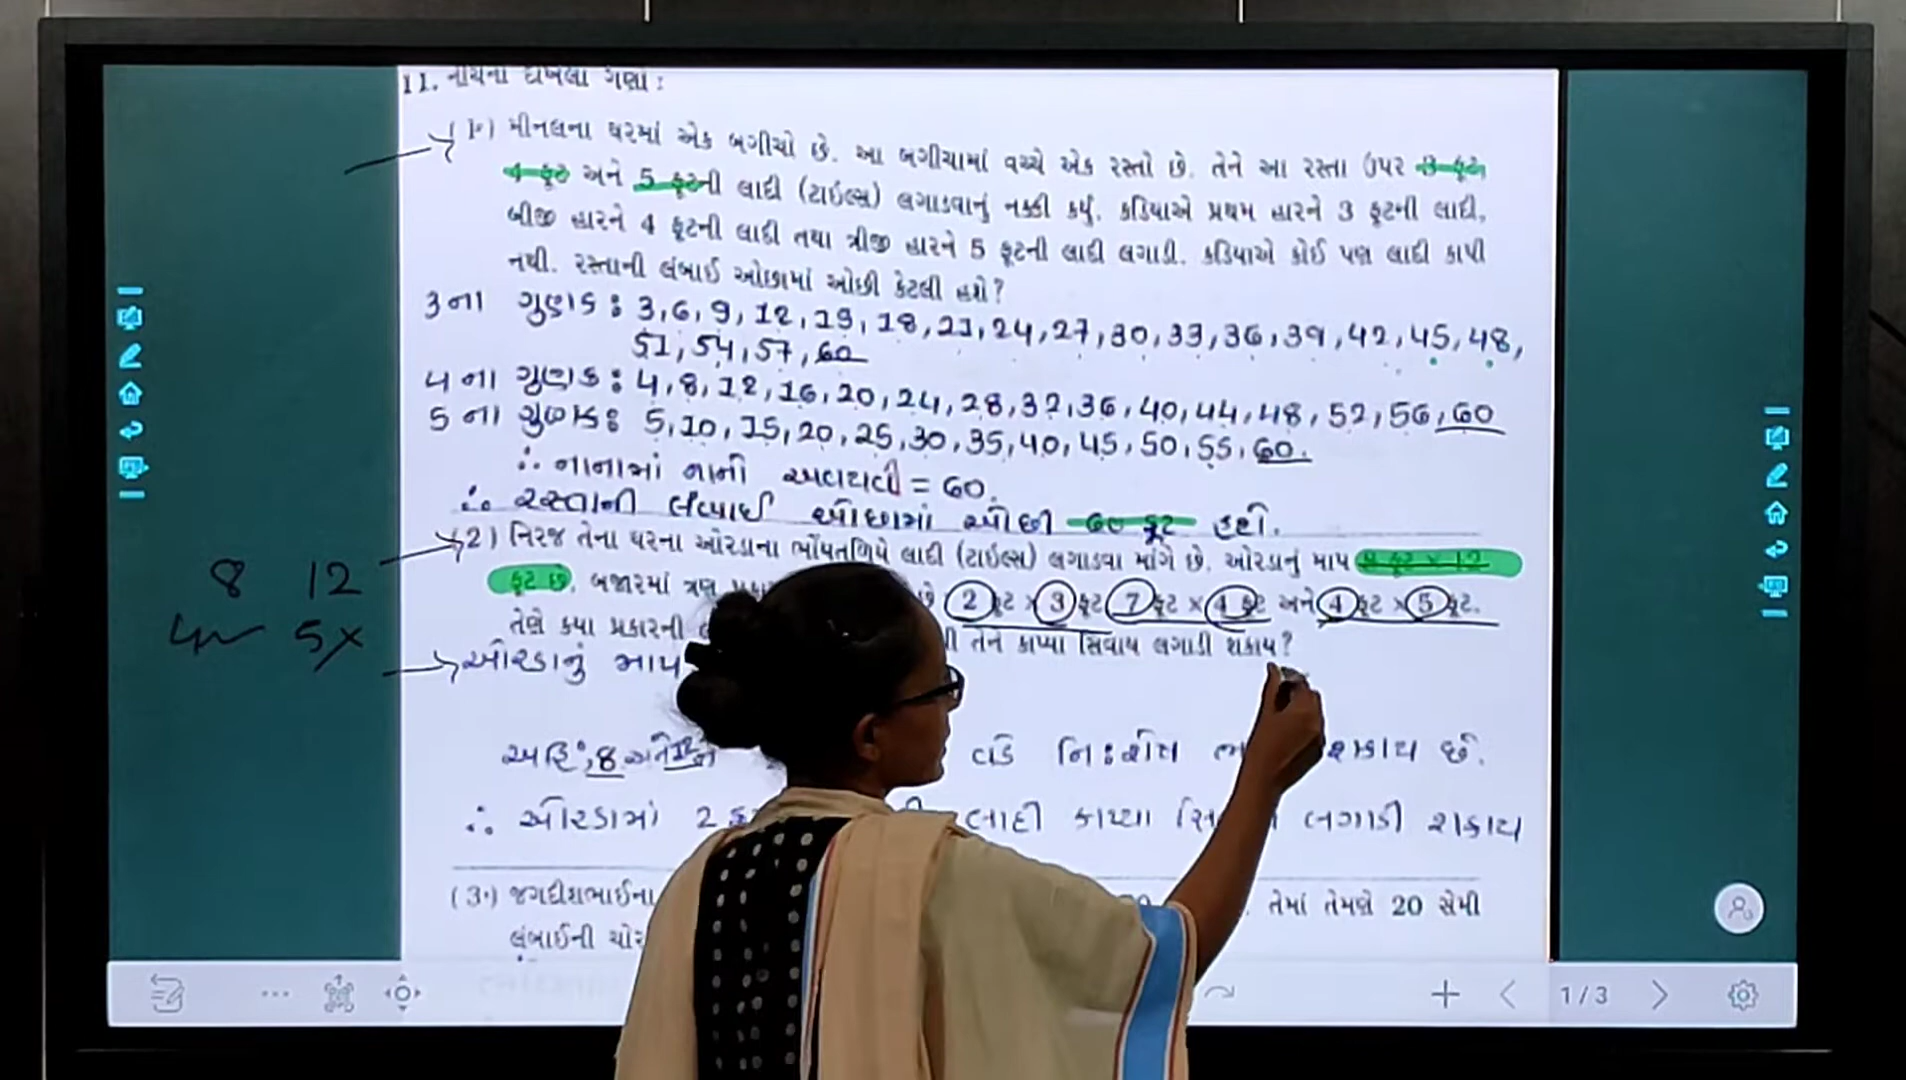 11. નીચેના દાખલા ગણો :
(1) મીનલના ઘરમાં એક બગીચો છે. આ બગીચામાં વચ્ચે એક રસ્તો છે. તેને આ રસ્તા ઉપર 3 ફૂટ,
4 ફૂટ અને 5 ફૂટની લાદી (ટાઇલ્સ) લગાડવાનું નક્કી કર્યું. કડિયાએ પ્રથમ હારને 3 ફૂટની લાદી,
બીજી હારને 4 ફૂટની લાદી તથા ત્રીજી હારને 5 ફૂટની લાદી લગાડી. કડિયાએ કોઈ પણ લાદી કાપી
નથી. રસ્તાની લંબાઈ ઓછામાં ઓછી કેટલી હશે?
3ના ગુણક : 3, 6, 9, 12, 15, 18, 21, 24, 27, 30, 33, 36, 39, 42, 45, 48,
51, 54, 57, 60
4 ના ગુણક : 4, 8, 12, 16, 20, 24, 28, 32, 36, 40, 44, 48, 52, 56, 60
5 ના ગુણક : 5, 10, 15, 20, 25, 30, 35, 40, 45, 50, 55, 60.
∴ નાનામાં નાની અવયવી = 60.
∴ રસ્તાની લંબાઈ ઓછામાં ઓછી 60 ફૂટ હશે.
(2) નિરજ તેના ઘરના ઓરડાના ભોંયતળિયે લાદી (ટાઇલ્સ) લગાડવા માંગે છે. ઓરડાનું માપ 8 ફૂટ × 12
ફૂટ છે. બજારમાં ત્રણ છે 2 ફૂટ × 3 ફૂટ 7 ફૂટ × 4 ફૂટ અને 4 ફૂટ × 5 ફૂટ.
તેણે કયા પ્રકારની તેને કાપ્યા સિવાય લગાડી શકાય?
8 12
4✓ 5×
ઓરડાનું માપ
અહિં, 8 અને 12 ને વડે નિ:શેષ શકાય છે.
∴ ઓરડામાં 2 લાદી કાપ્યા લગાડી શકાય
(3) જગદીશભાઈના તેમાં તેમણે 20 સેમી
લંબાઈની
1 / 3